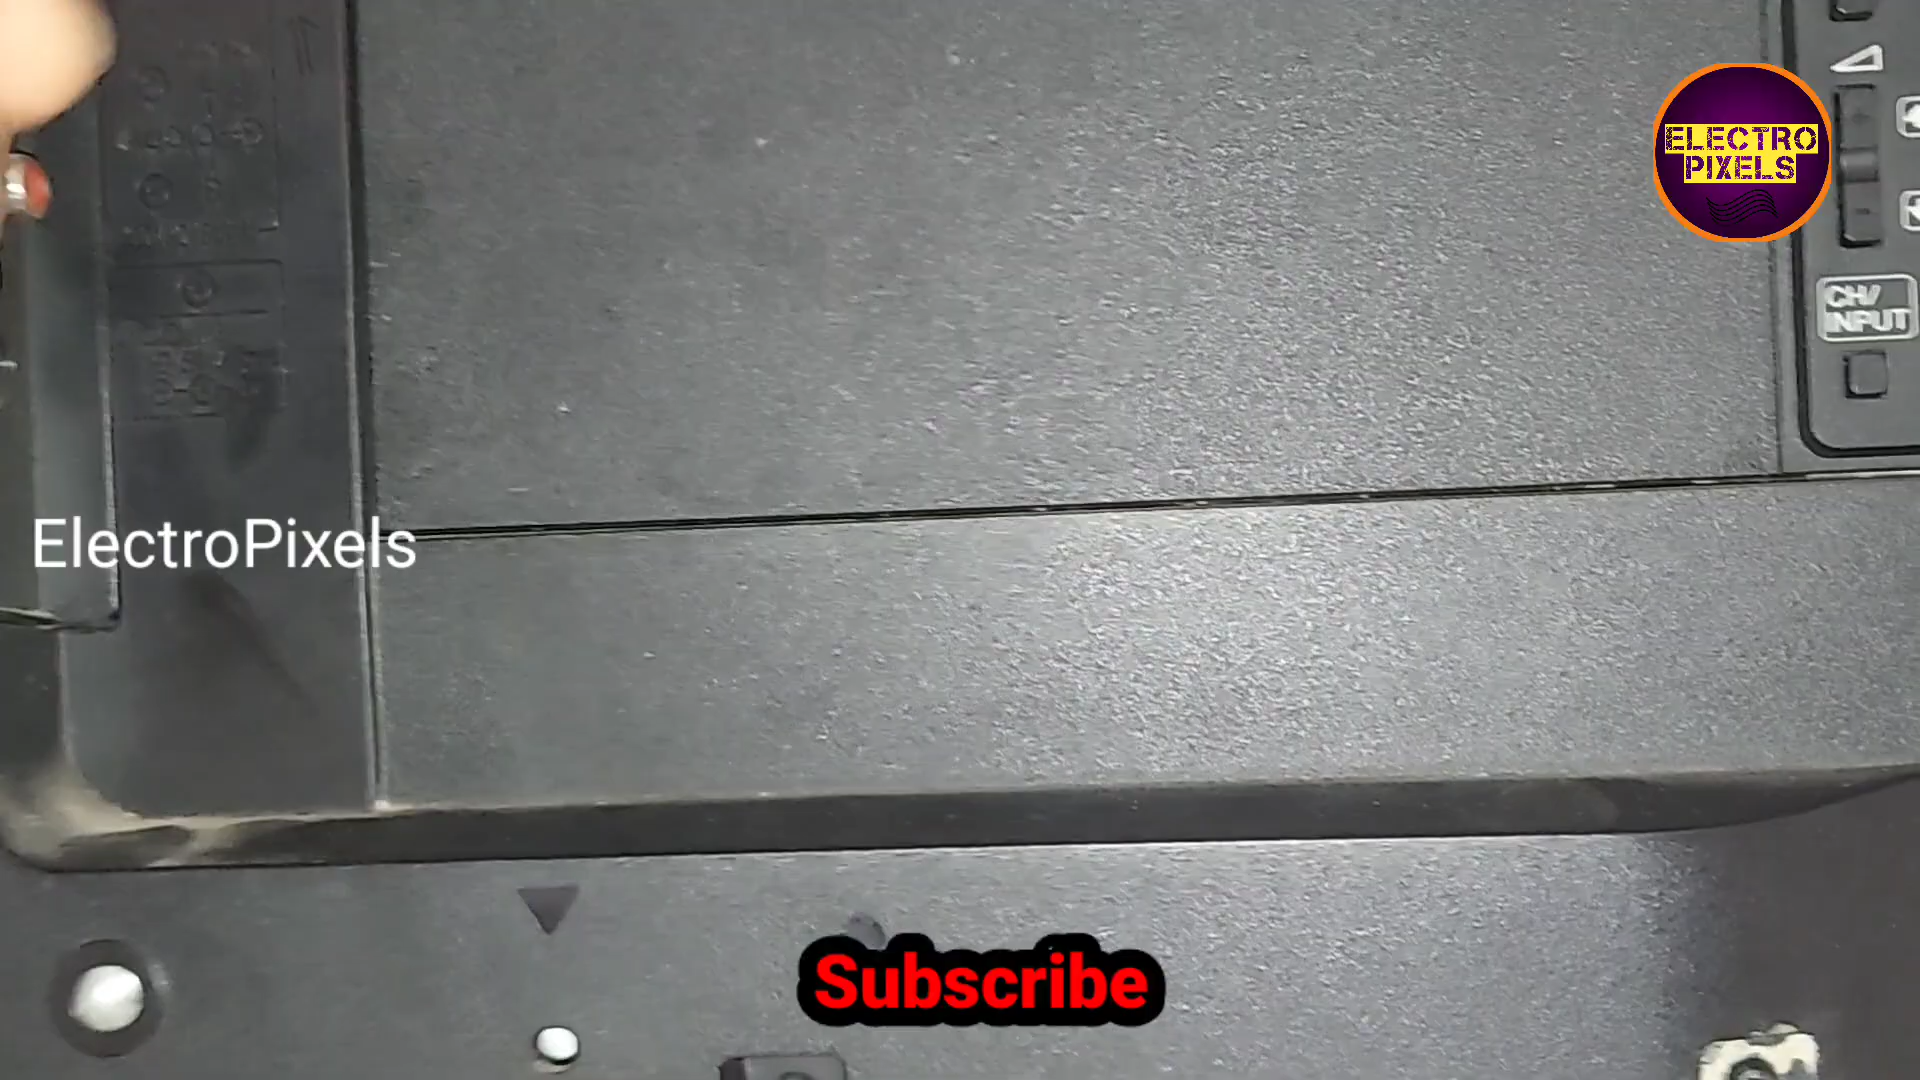 ELECTRO
PIXELS
CH/
INPUT
ElectroPixels
Subscribe